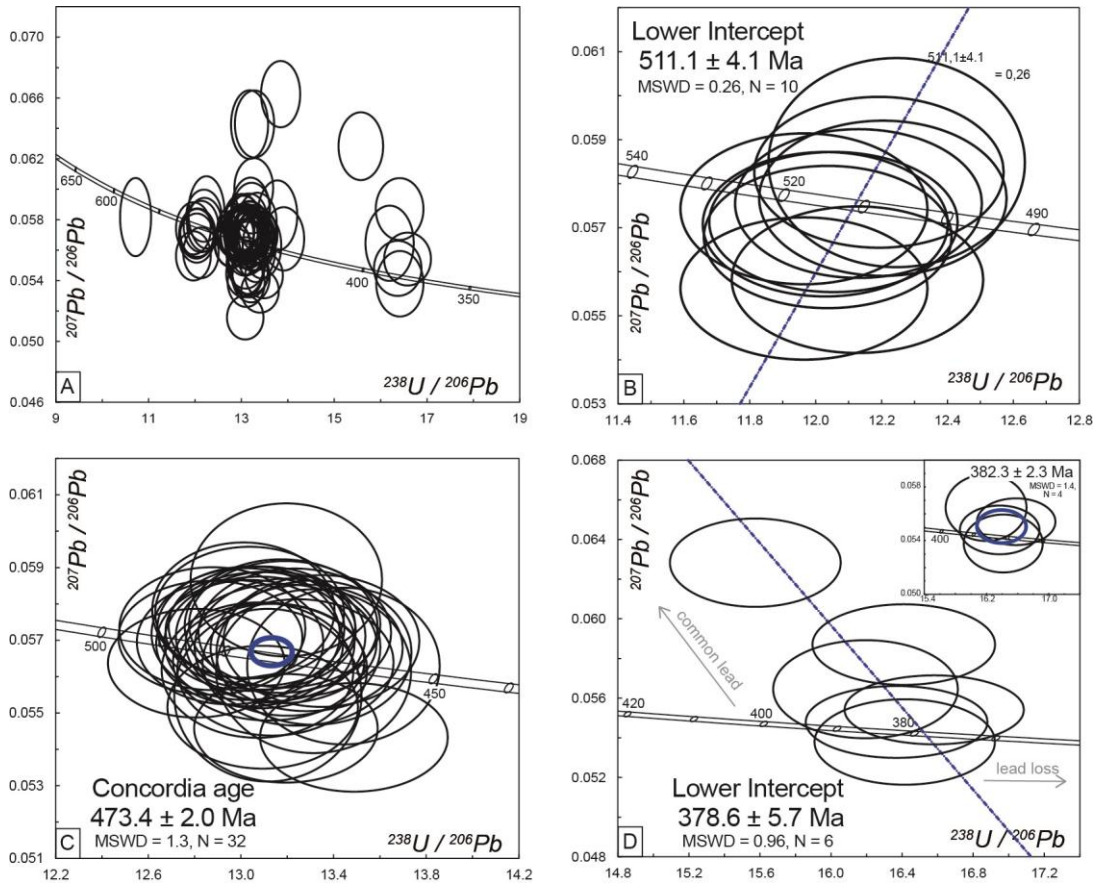 0.070
0.066
0.062
0.058
0.054
0.050
0.046
207Pb / 206Pb
650
600
400
350
238U / 206Pb
A
9 11 13 15 17 19
0.061
0.059
0.057
0.055
0.053
207Pb / 206Pb
Lower Intercept
511.1 ± 4.1 Ma
MSWD = 0.26, N = 10
511,1±4.1
= 0,26
540
520
490
238U / 206Pb
B
11.4 11.6 11.8 12.0 12.2 12.4 12.6 12.8
0.061
0.059
0.057
0.055
0.053
0.051
207Pb / 206Pb
500
450
Concordia age
473.4 ± 2.0 Ma
MSWD = 1.3, N = 32
238U / 206Pb
C
12.2 12.6 13.0 13.4 13.8 14.2
0.068
0.064
0.060
0.056
0.052
0.048
207Pb / 206Pb
382.3 ± 2.3 Ma
MSWD = 1.4,
N = 4
0.058
0.054
0.050
400
15.4 16.2 17.0
common lead
420
400
380
lead loss
Lower Intercept
378.6 ± 5.7 Ma
MSWD = 0.96, N = 6
238U / 206Pb
D
14.8 15.2 15.6 16.0 16.4 16.8 17.2